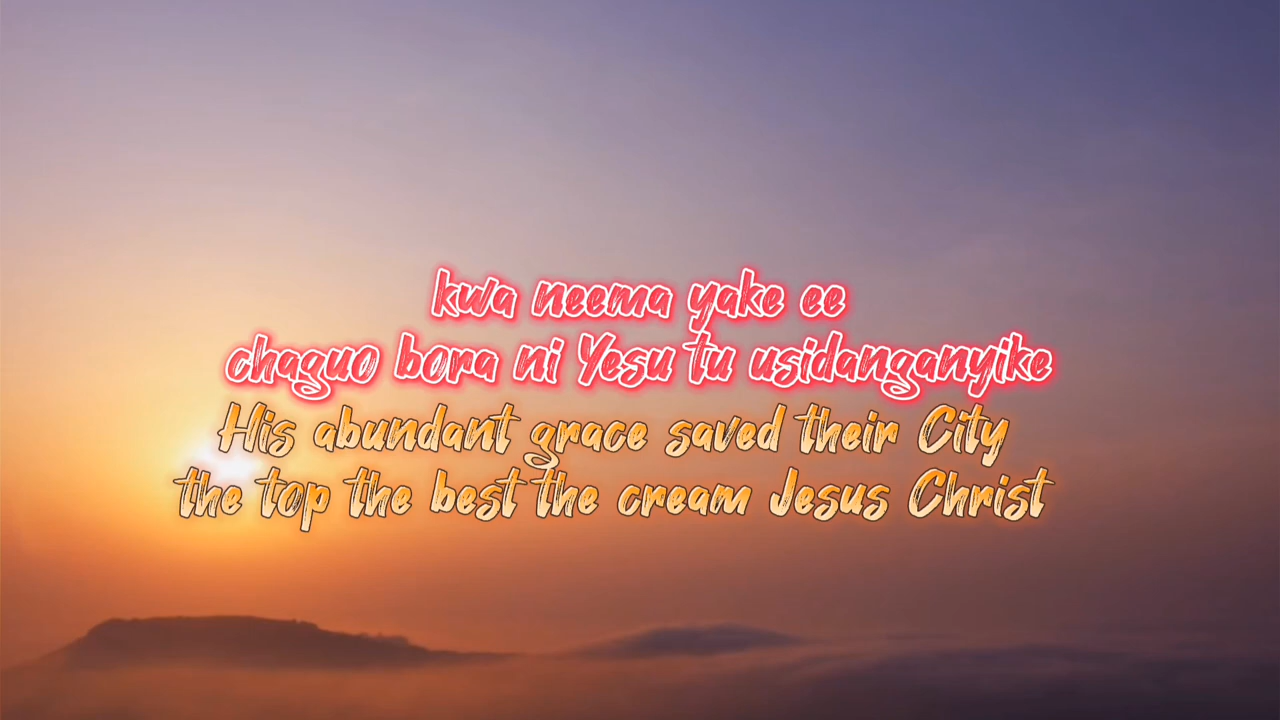 kwa neema yake ee
chaguo bora ni Yesu tu usidanganyike
His abundant grace saved their City
the top the best the cream Jesus Christ